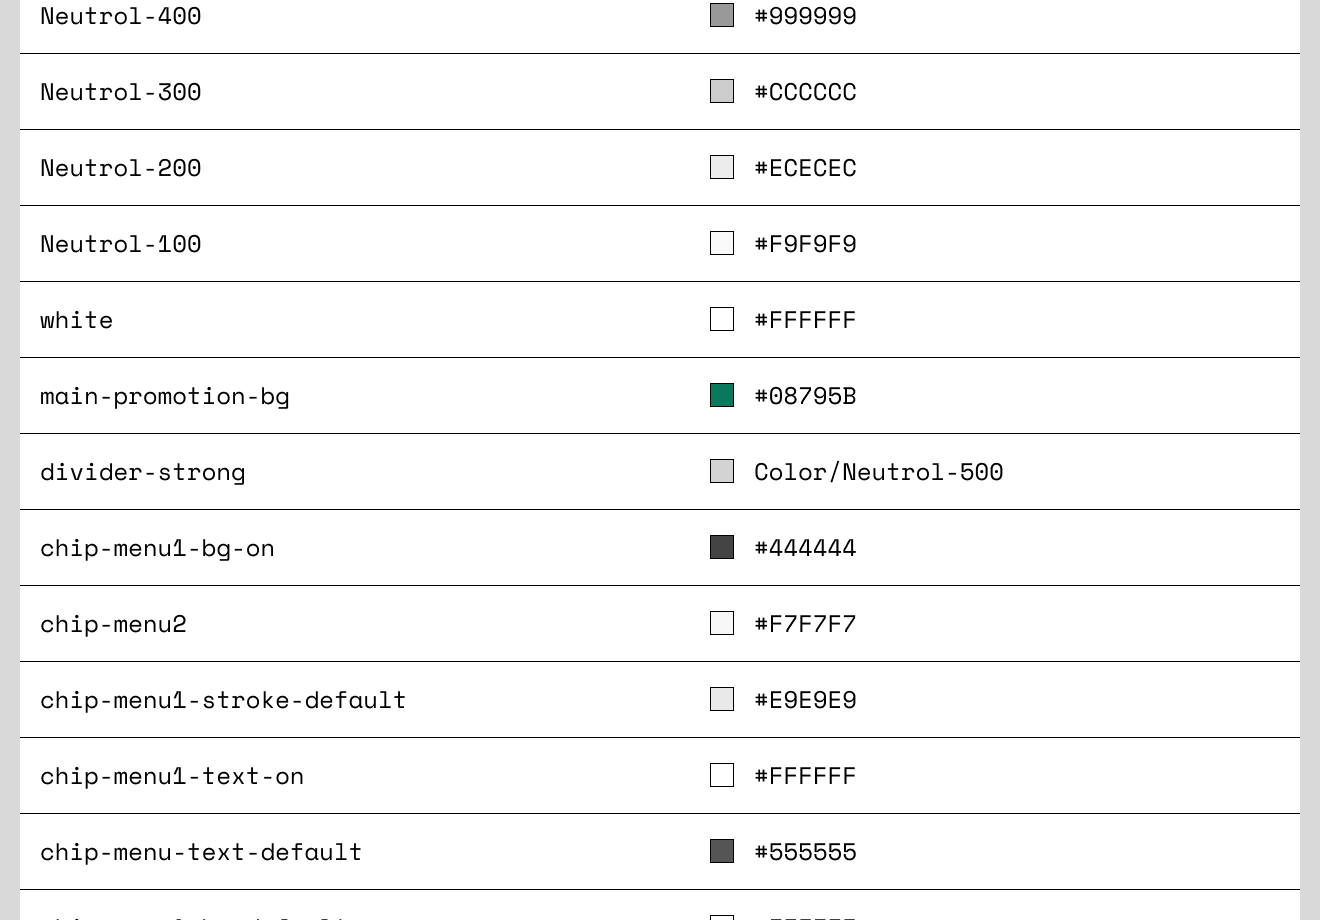 Neutrol-400 #999999
Neutrol-300 #CCCCCC
Neutrol-200 #ECECEC
Neutrol-100 #F9F9F9
white #FFFFFF
main-promotion-bg #08795B
divider-strong Color/Neutrol-500
chip-menu1-bg-on #444444
chip-menu2 #F7F7F7
chip-menu1-stroke-default #E9E9E9
chip-menu1-text-on #FFFFFF
chip-menu-text-default #555555